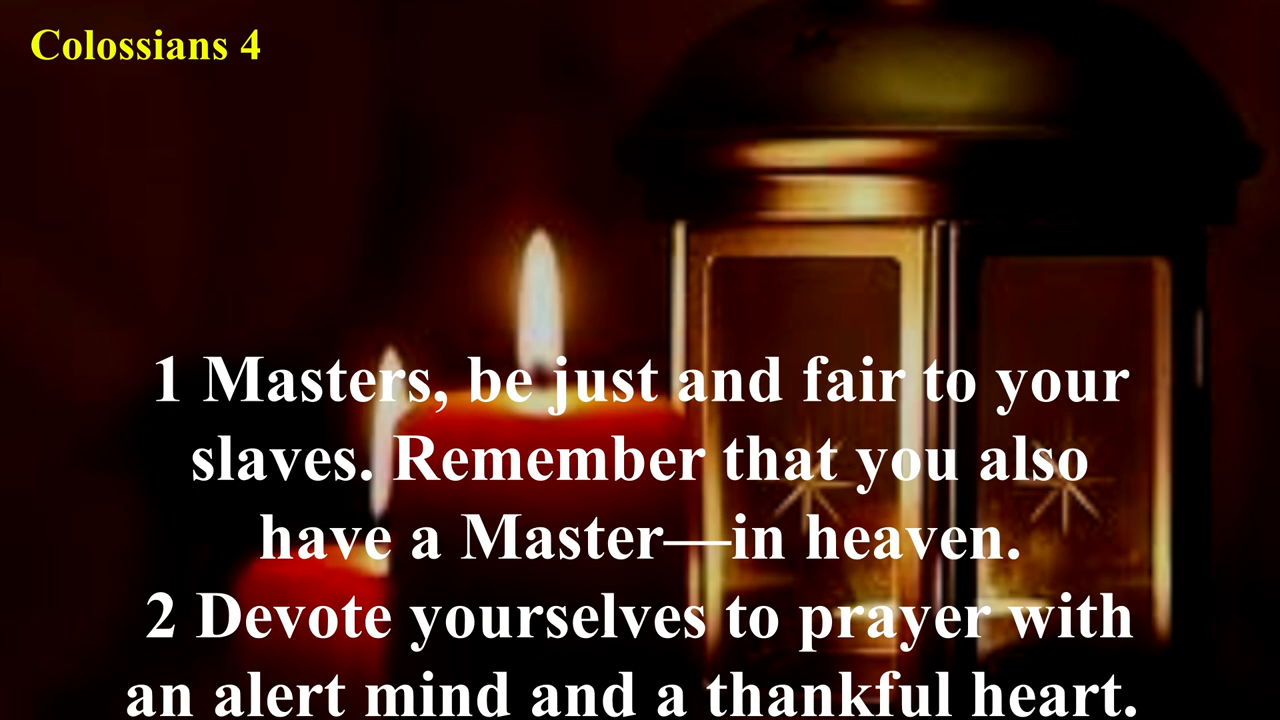 Colossians 4
1 Masters, be just and fair to your
slaves. Remember that you also
have a Master—in heaven.
2 Devote yourselves to prayer with
an alert mind and a thankful heart.